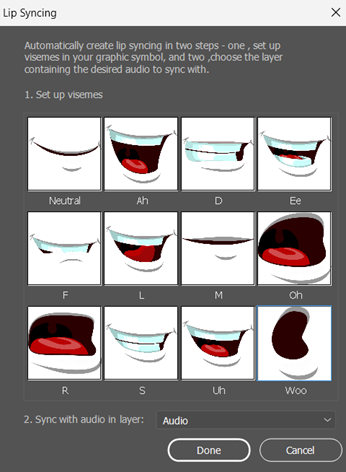 Lip Syncing
Automatically create lip syncing in two steps - one , set up
visemes in your graphic symbol, and two ,choose the layer
containing the desired audio to sync with.
1. Set up visemes
Neutral Ah D Ee
F L M Oh
R S Uh Woo
2. Sync with audio in layer: Audio
Done Cancel